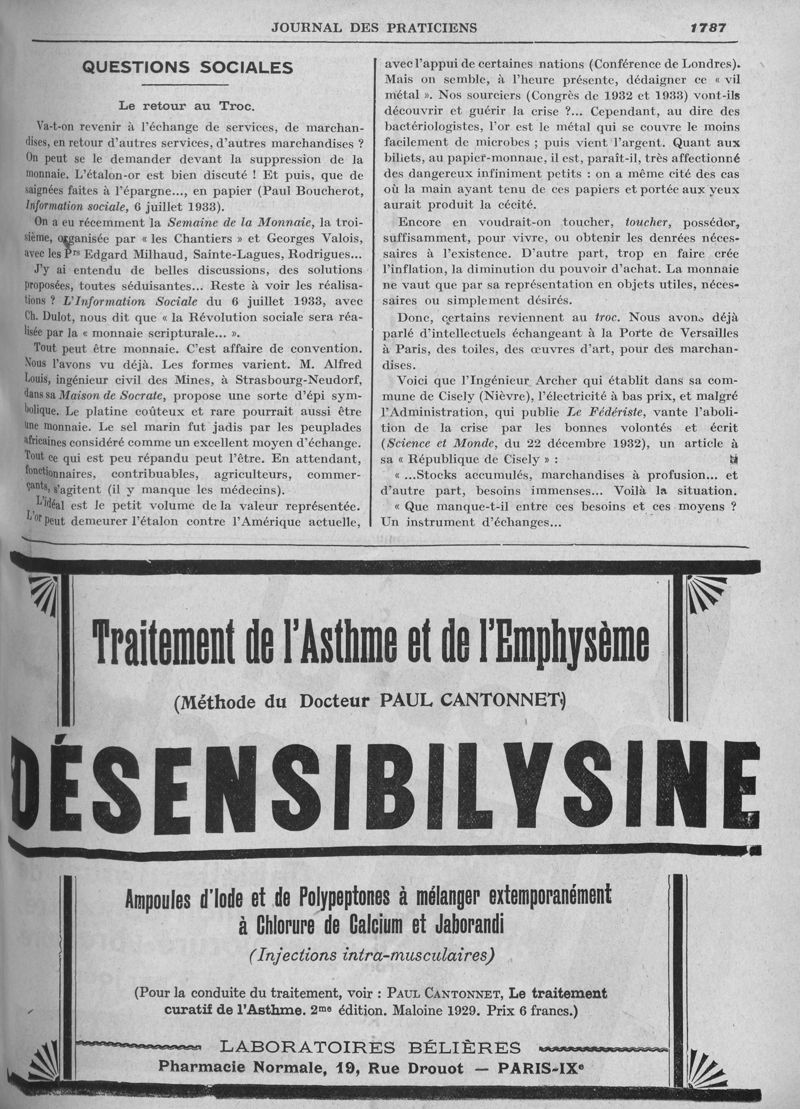 JOURNAL DES PRATICIENS 1787
QUESTIONS SOCIALES
Le retour au Troc.
Va-t-on revenir à l'échange de services, de marchan-
dises, en retour d'autres services, d'autres marchandises ?
On peut se le demander devant la suppression de la
monnaie. L'étalon-or est bien discuté ! Et puis, que de
saignées faites à l'épargne..., en papier (Paul Boucherot,
Information sociale, 6 juillet 1933).
On a eu récemment la Semaine de la Monnaie, la troi-
sième, organisée par « les Chantiers » et Georges Valois,
avec les Prs Edgard Milhaud, Sainte-Lagues, Rodrigues...
J'y ai entendu de belles discussions, des solutions
proposées, toutes séduisantes... Reste à voir les réalisa-
tions ? L'Information Sociale du 6 juillet 1933, avec
Ch. Dulot, nous dit que « la Révolution sociale sera réa-
lisée par la « monnaie scripturale... ».
Tout peut être monnaie. C'est affaire de convention.
Nous l'avons vu déjà. Les formes varient. M. Alfred
Louis, ingénieur civil des Mines, à Strasbourg-Neudorf,
dans sa Maison de Socrate, propose une sorte d'épi sym-
bolique. Le platine coûteux et rare pourrait aussi être
une monnaie. Le sel marin fut jadis par les peuplades
africaines considéré comme un excellent moyen d'échange.
Tout ce qui est peu répandu peut l'être. En attendant,
fonctionnaires, contribuables, agriculteurs, commer-
çants, s'agitent (il y manque les médecins).
L'idéal est le petit volume de la valeur représentée.
L'or peut demeurer l'étalon contre l'Amérique actuelle,
avec l'appui de certaines nations (Conférence de Londres).
Mais on semble, à l'heure présente, dédaigner ce « vil
métal ». Nos sourciers (Congrès de 1932 et 1933) vont-ils
découvrir et guérir la crise ?... Cependant, au dire des
bactériologistes, l'or est le métal qui se couvre le moins
facilement de microbes ; puis vient l'argent. Quant aux
billets, au papier-monnaie, il est, paraît-il, très affectionné
des dangereux infiniment petits : on a même cité des cas
où la main ayant tenu de ces papiers et portée aux yeux
aurait produit la cécité.
Encore en voudrait-on toucher, toucher, posséder,
suffisamment, pour vivre, ou obtenir les denrées néces-
saires à l'existence. D'autre part, trop en faire crée
l'inflation, la diminution du pouvoir d'achat. La monnaie
ne vaut que par sa représentation en objets utiles, néces-
saires ou simplement désirés.
Donc, certains reviennent au troc. Nous avons déjà
parlé d'intellectuels échangeant à la Porte de Versailles
à Paris, des toiles, des œuvres d'art, pour des marchan-
dises.
Voici que l'Ingénieur Archer qui établit dans sa com-
mune de Cisely (Nièvre), l'électricité à bas prix, et malgré
l'Administration, qui publie Le Fédériste, vante l'aboli-
tion de la crise par les bonnes volontés et écrit
(Science et Monde, du 22 décembre 1932), un article à
sa « République de Cisely » :
« ...Stocks accumulés, marchandises à profusion... et
d'autre part, besoins immenses... Voilà la situation.
« Que manque-t-il entre ces besoins et ces moyens ?
Un instrument d'échanges...
Traitement de l'Asthme et de l'Emphysème
(Méthode du Docteur PAUL CANTONNET)
DÉSENSIBILYSINE
Ampoules d'Iode et de Polypeptones à mélanger extemporanément
à Chlorure de Calcium et Jaborandi
(Injections intra-musculaires)
(Pour la conduite du traitement, voir : PAUL CANTONNET, Le traitement
curatif de l'Asthme. 2me édition. Maloine 1929. Prix 6 francs.)
LABORATOIRES BÉLIÈRES
Pharmacie Normale, 19, Rue Drouot — PARIS-IXe